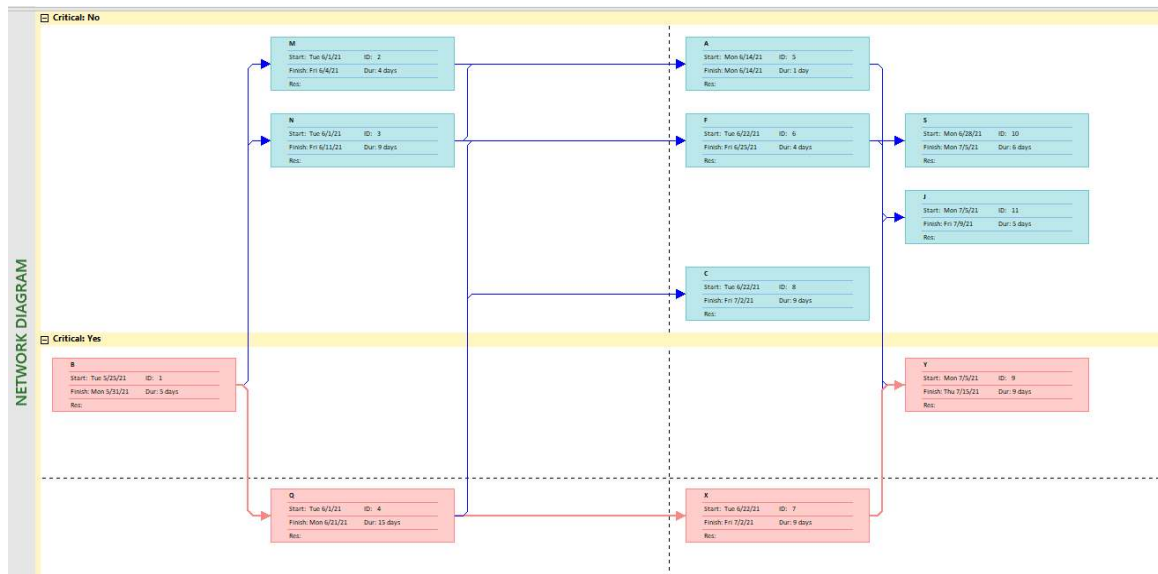 NETWORK DIAGRAM
Critical: No
M
Start: Tue 6/1/21 ID: 2
Finish: Fri 6/4/21 Dur: 4 days
Res:
A
Start: Mon 6/14/21 ID: 5
Finish: Mon 6/14/21 Dur: 1 day
Res:
N
Start: Tue 6/1/21 ID: 3
Finish: Fri 6/11/21 Dur: 9 days
Res:
F
Start: Tue 6/22/21 ID: 6
Finish: Fri 6/25/21 Dur: 4 days
Res:
S
Start: Mon 6/28/21 ID: 10
Finish: Mon 7/5/21 Dur: 6 days
Res:
J
Start: Mon 7/5/21 ID: 11
Finish: Fri 7/9/21 Dur: 5 days
Res:
C
Start: Tue 6/22/21 ID: 8
Finish: Fri 7/2/21 Dur: 9 days
Res:
Critical: Yes
B
Start: Tue 5/25/21 ID: 1
Finish: Mon 5/31/21 Dur: 5 days
Res:
Y
Start: Mon 7/5/21 ID: 9
Finish: Thu 7/15/21 Dur: 9 days
Res:
Q
Start: Tue 6/1/21 ID: 4
Finish: Mon 6/21/21 Dur: 15 days
Res:
X
Start: Tue 6/22/21 ID: 7
Finish: Fri 7/2/21 Dur: 9 days
Res: